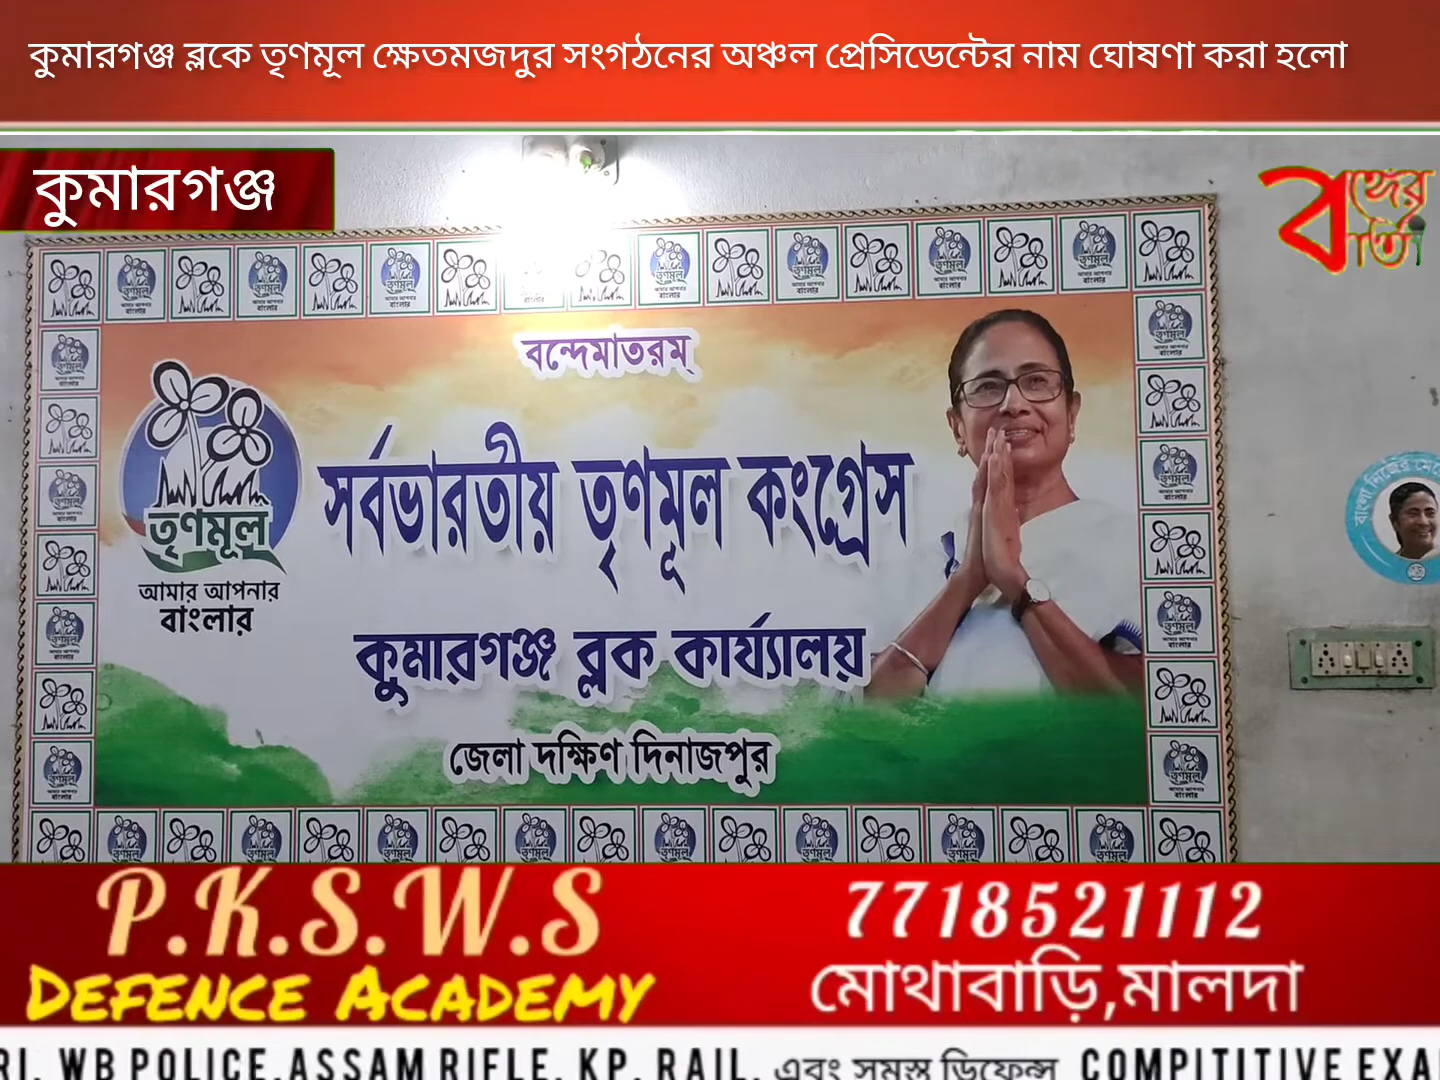 কুমারগঞ্জ ব্লকে তৃণমূল ক্ষেতমজদুর সংগঠনের অঞ্চল প্রেসিডেন্টের নাম ঘোষণা করা হলো
কুমারগঞ্জ
বঙ্গের
বার্তা
বন্দেমাতরম্
সর্বভারতীয় তৃণমূল কংগ্রেস
তৃণমূল
আমার আপনার
বাংলার
কুমারগঞ্জ ব্লক কার্য্যালয়
জেলা দক্ষিণ দিনাজপুর
বাংলা নিজের
P.K.S.W.S
DEFENCE ACADEMY
7718521112
মোথাবাড়ি,মালদা
WB POLICE,ASSAM RIFLE, KP, RAIL, এবং সমস্ত ডিফেন্স COMPITITIVE EXA